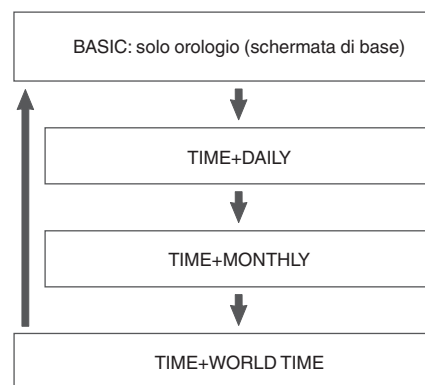 BASIC: solo orologio (schermata di base)
TIME+DAILY
TIME+MONTHLY
TIME+WORLD TIME